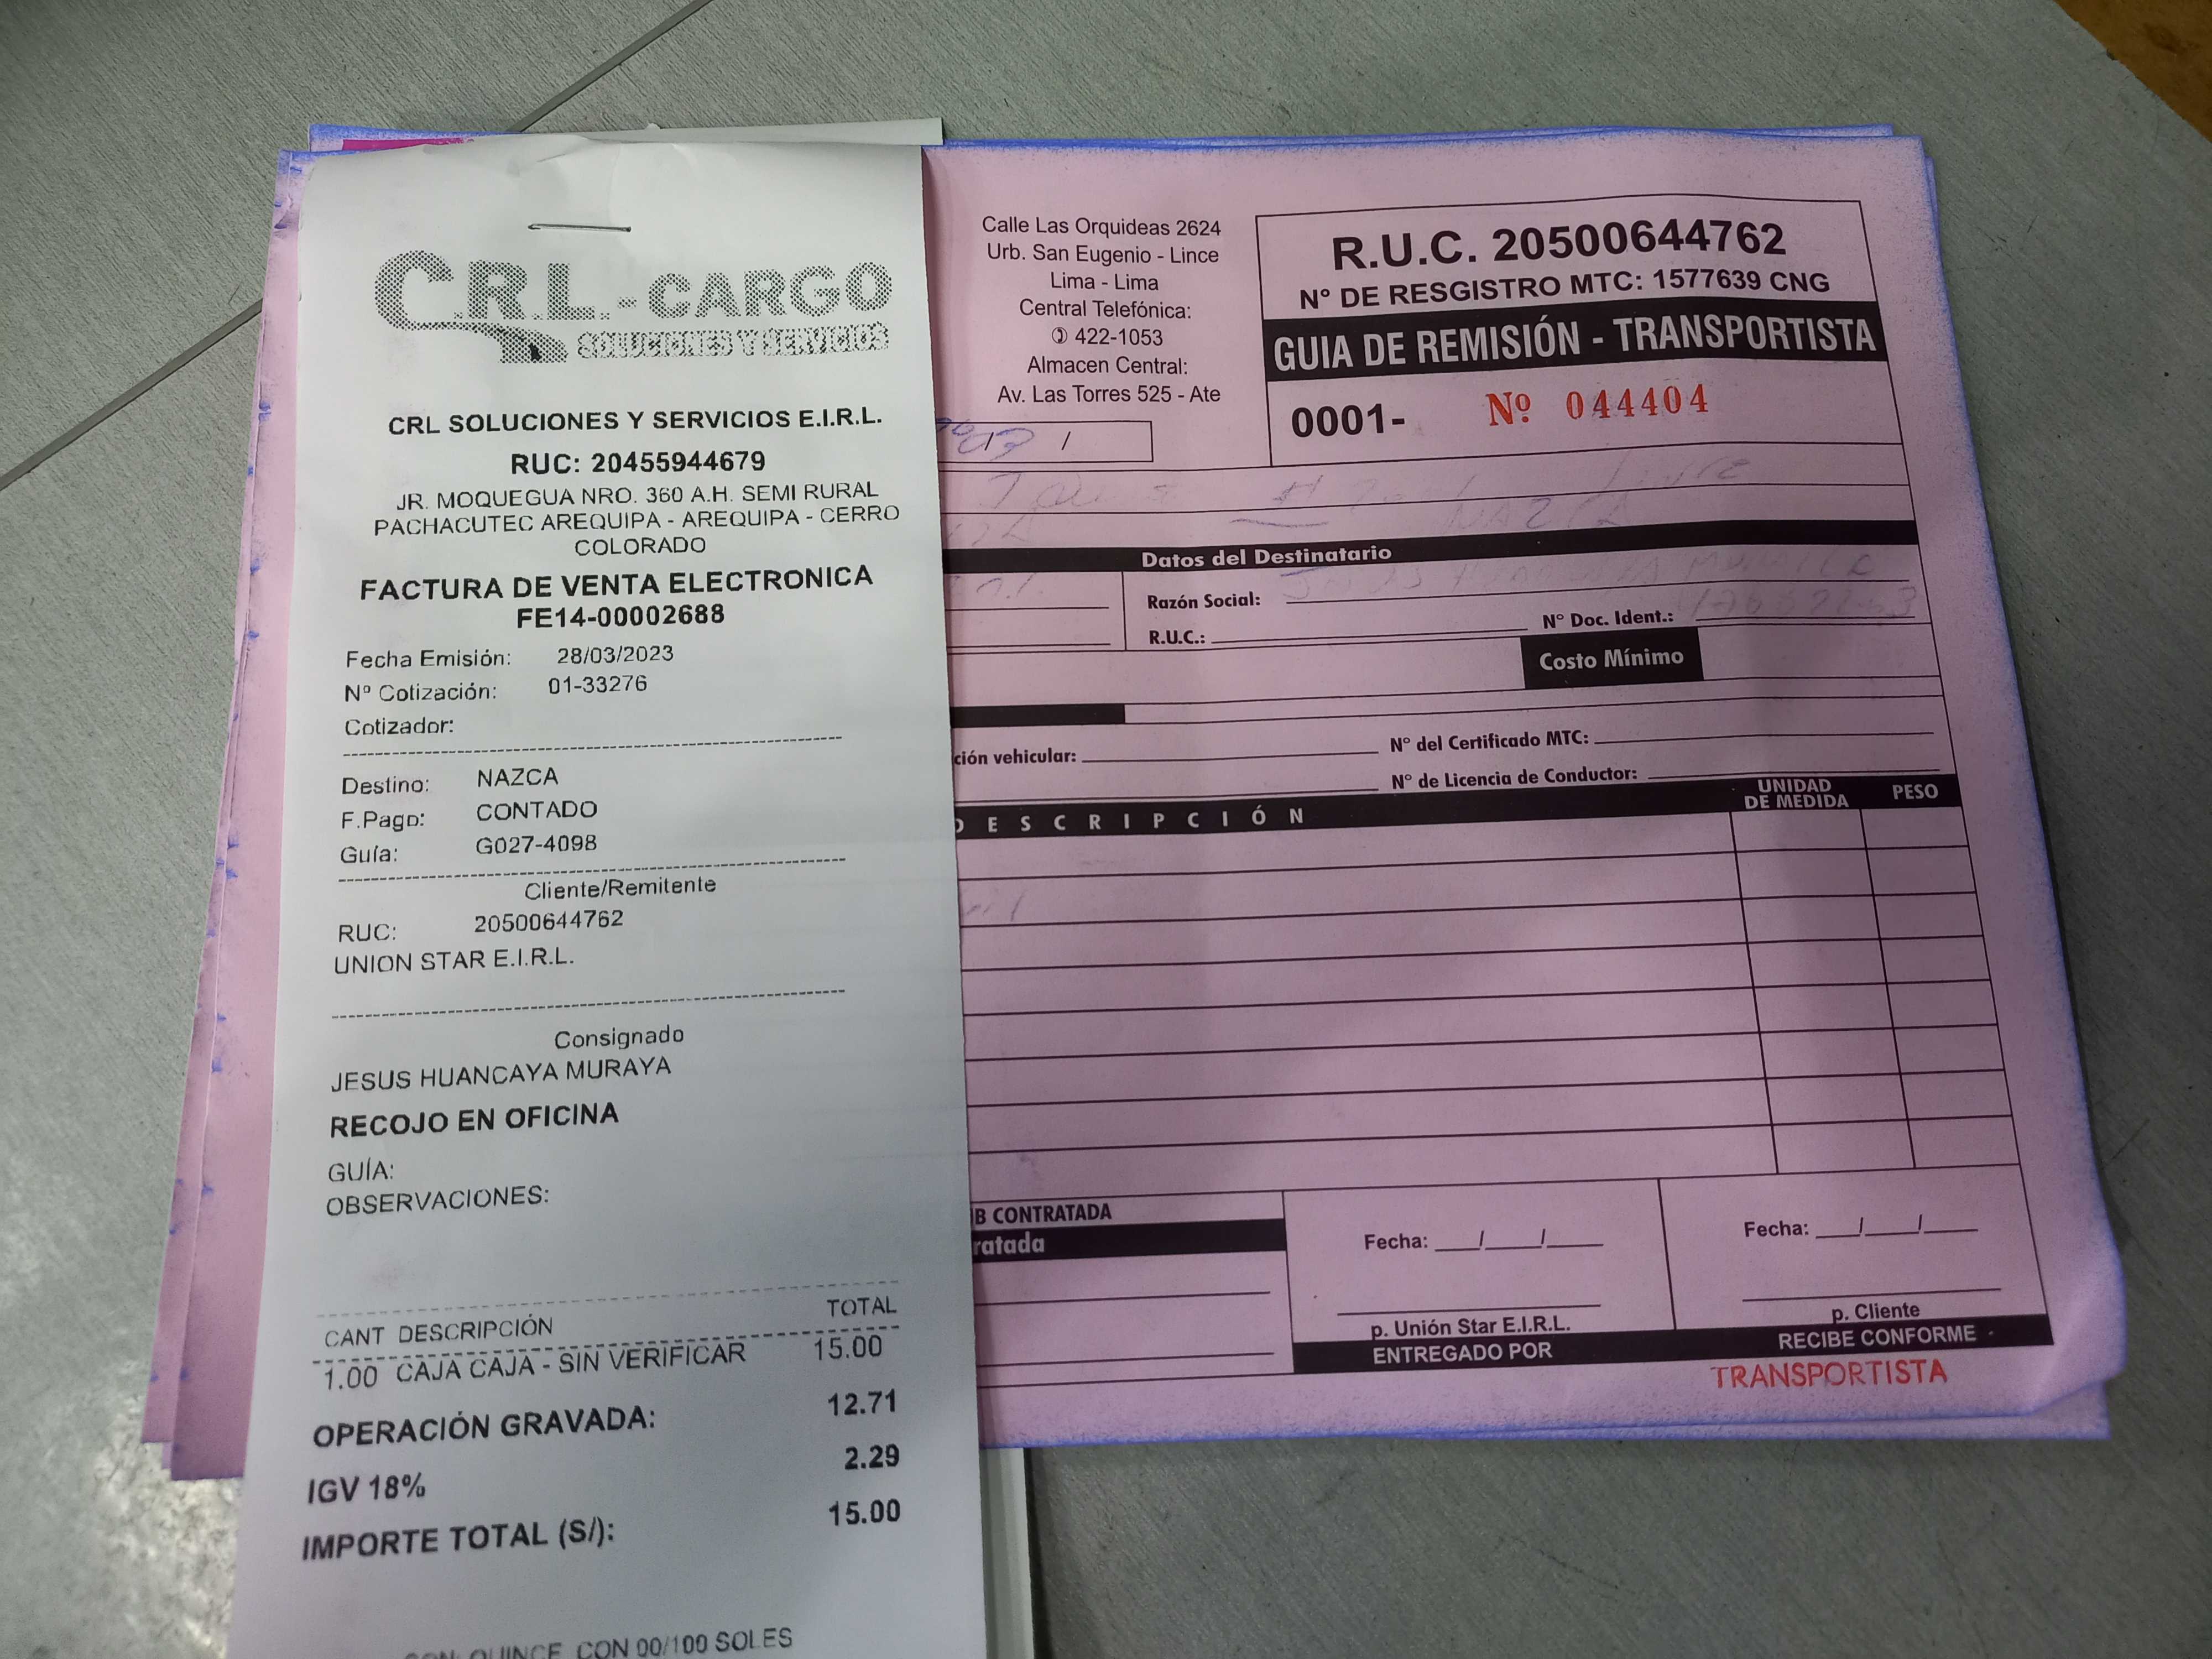 C.R.L.-CARGO
SOLUCIONES Y SERVICIOS
CRL SOLUCIONES Y SERVICIOS E.I.R.L.
RUC: 20455944679
JR. MOQUEGUA NRO. 360 A.H. SEMI RURAL
PACHACUTEC AREQUIPA - AREQUIPA - CERRO
COLORADO
FACTURA DE VENTA ELECTRONICA
FE14-00002688
Fecha Emisión: 28/03/2023
Nº Cotización: 01-33276
Cotizador:
Destino: NAZCA
F.Pago: CONTADO
Guía: G027-4098
Cliente/Remitente
RUC: 20500644762
UNION STAR E.I.R.L.
Consignado
JESUS HUANCAYA MURAYA
RECOJO EN OFICINA
GUÍA:
OBSERVACIONES:
CANT DESCRIPCIÓN TOTAL
1.00 CAJA CAJA - SIN VERIFICAR 15.00
OPERACIÓN GRAVADA: 12.71
IGV 18% 2.29
IMPORTE TOTAL (S/): 15.00
SON: QUINCE CON 00/100 SOLES
Calle Las Orquideas 2624
Urb. San Eugenio - Lince
Lima - Lima
Central Telefónica:
422-1053
Almacen Central:
Av. Las Torres 525 - Ate
R.U.C. 20500644762
N° DE RESGISTRO MTC: 1577639 CNG
GUIA DE REMISIÓN - TRANSPORTISTA
0001- Nº 044404
NAZCA
Datos del Destinatario
Razón Social:
R.U.C.: N° Doc. Ident.:
Costo Mínimo
ción vehicular: N° del Certificado MTC:
N° de Licencia de Conductor:
DESCRIPCIÓN UNIDAD DE MEDIDA PESO
B CONTRATADA
ratada
Fecha: / / Fecha: / /
p. Unión Star E.I.R.L. p. Cliente
ENTREGADO POR RECIBE CONFORME
TRANSPORTISTA